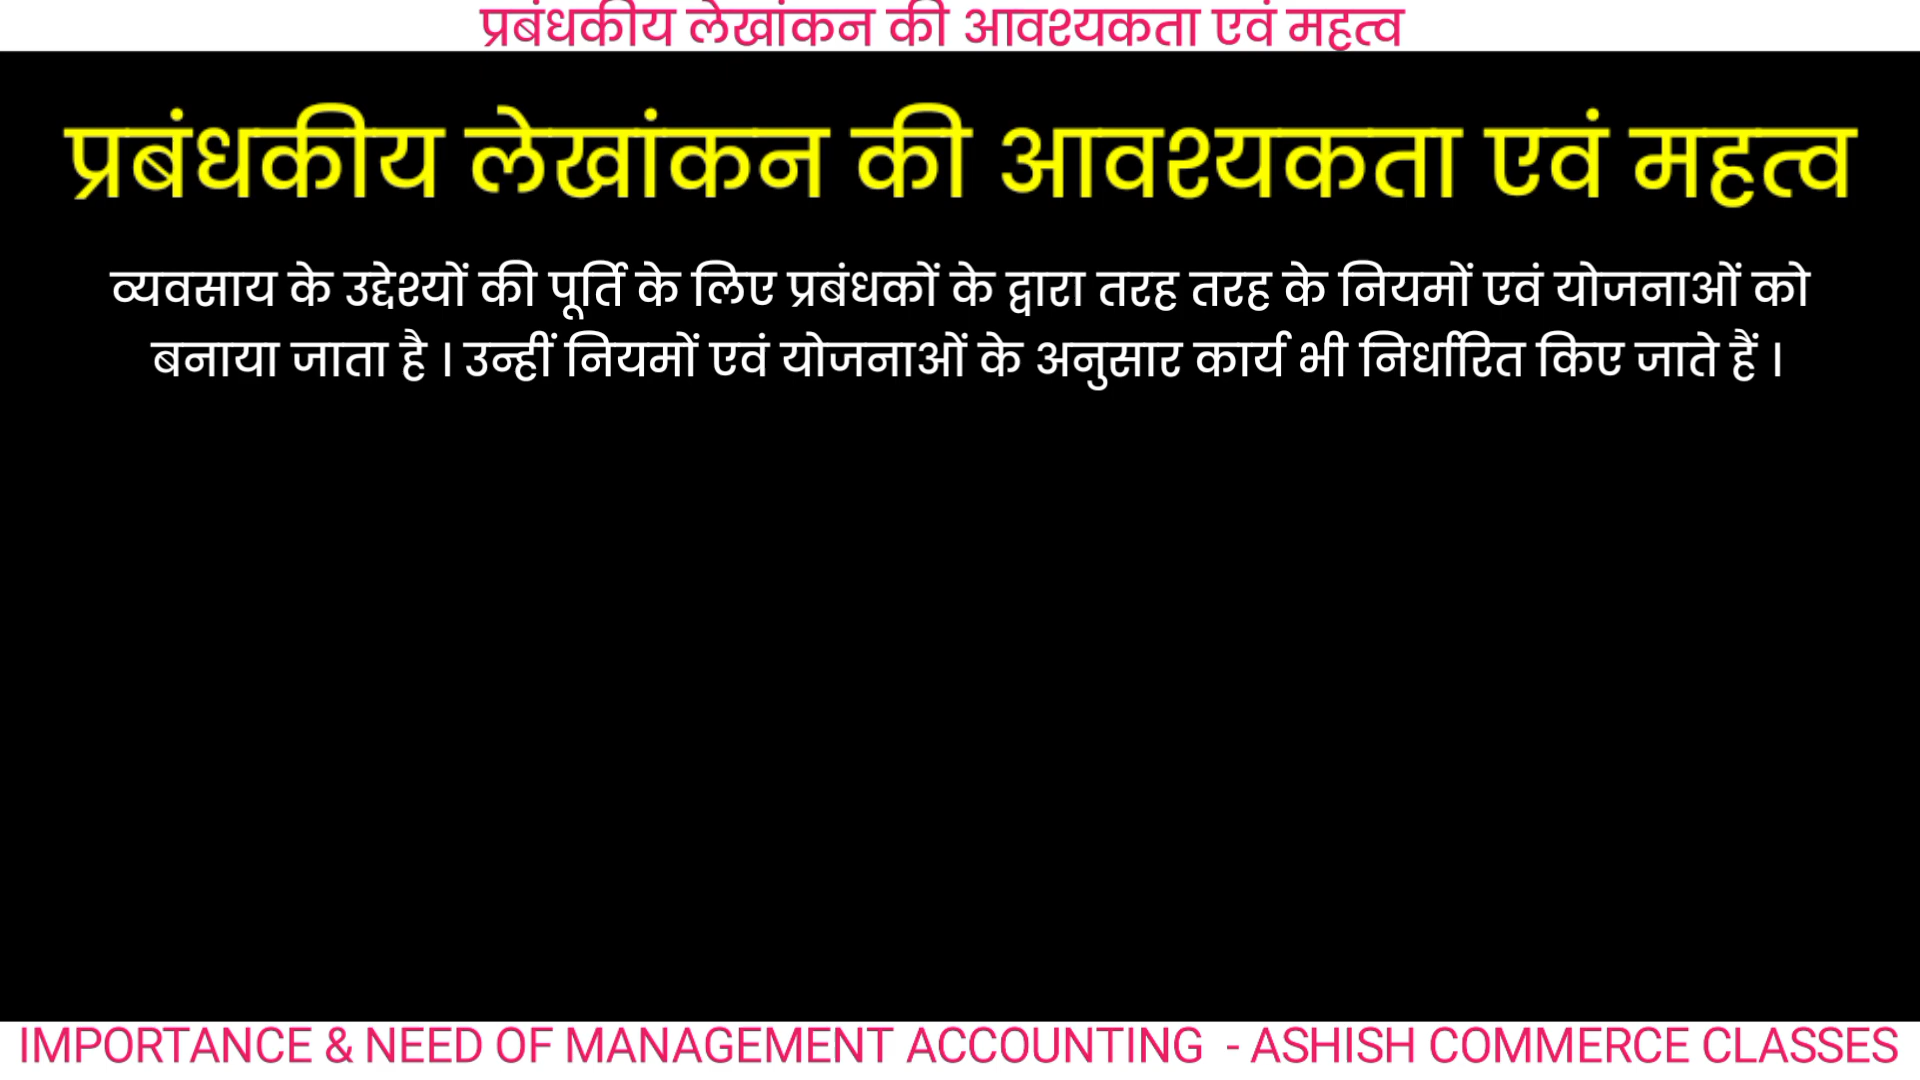 प्रबंधकीय लेखांकन की आवश्यकता एवं महत्व
प्रबंधकीय लेखांकन की आवश्यकता एवं महत्व
व्यवसाय के उद्देश्यों की पूर्ति के लिए प्रबंधकों के द्वारा तरह तरह के नियमों एवं योजनाओं को
बनाया जाता है । उन्हीं नियमों एवं योजनाओं के अनुसार कार्य भी निर्धारित किए जाते हैं ।
IMPORTANCE & NEED OF MANAGEMENT ACCOUNTING - ASHISH COMMERCE CLASSES